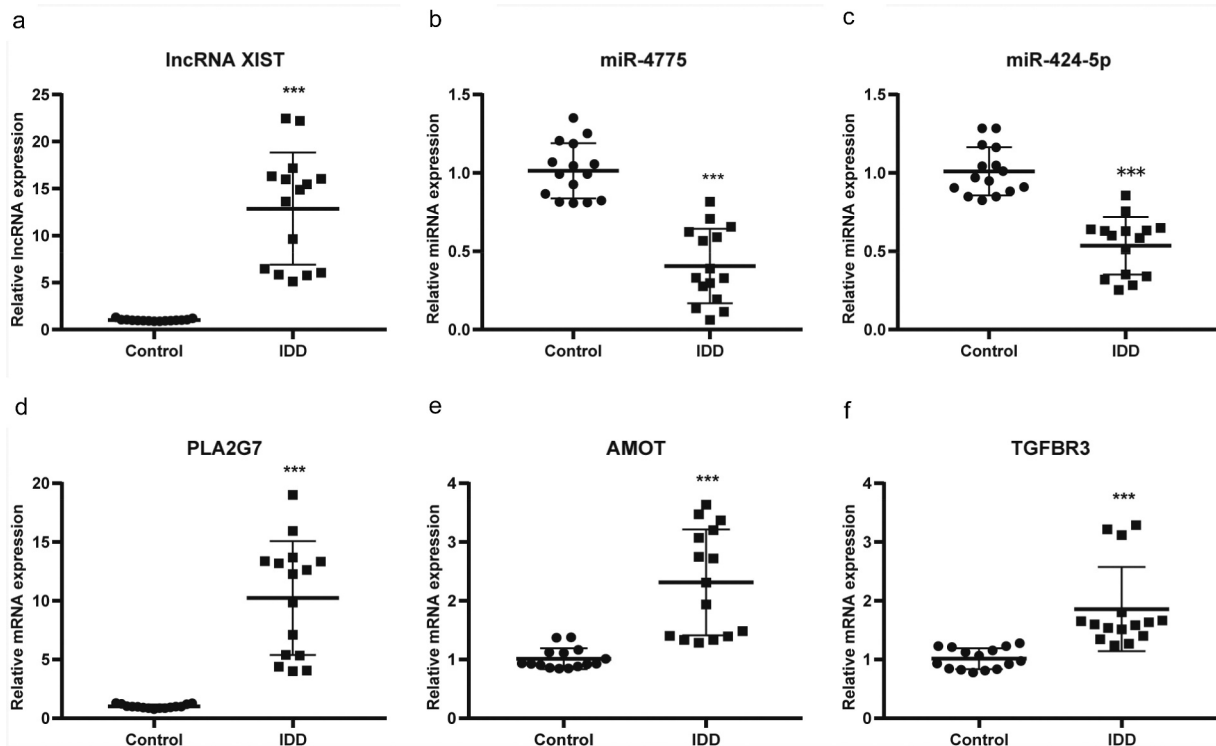 a
lncRNA XIST
Relative lncRNA expression
25
20
15
10
5
0
***
Control
IDD
b
miR-4775
Relative miRNA expression
1.5
1.0
0.5
0.0
***
Control
IDD
c
miR-424-5p
Relative miRNA expression
1.5
1.0
0.5
0.0
***
Control
IDD
d
PLA2G7
Relative mRNA expression
20
15
10
5
0
***
Control
IDD
e
AMOT
Relative mRNA expression
4
3
2
1
0
***
Control
IDD
f
TGFBR3
Relative mRNA expression
4
3
2
1
0
***
Control
IDD